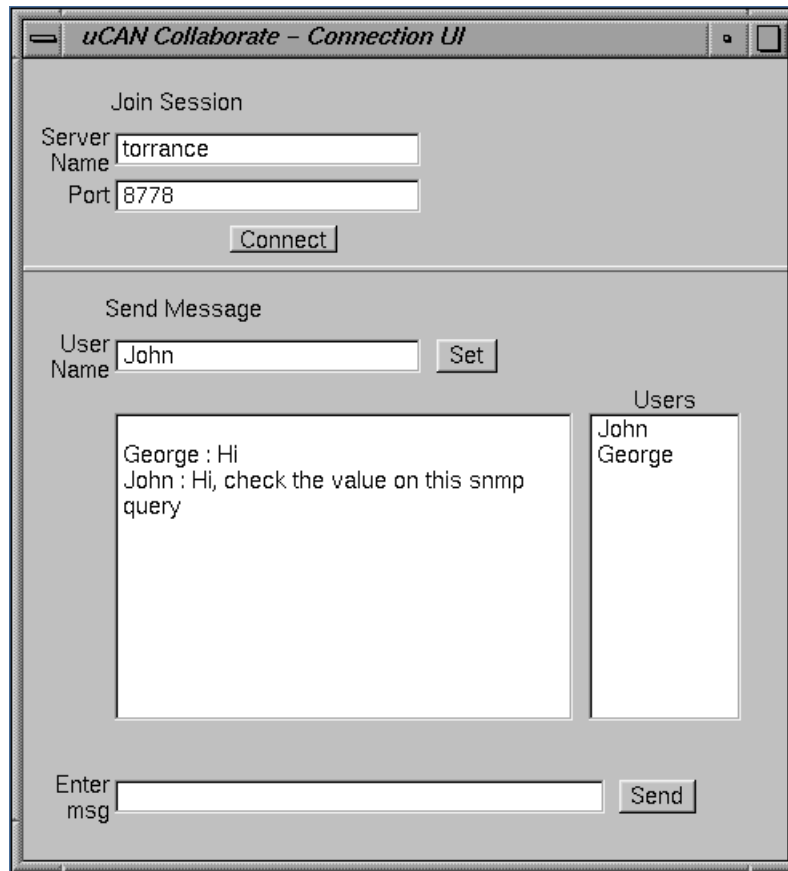 uCAN Collaborate – Connection UI
Join Session
Server
Name
torrance
Port
8778
Connect
Send Message
User
Name
John
Set
Users
John
George
George : Hi
John : Hi, check the value on this snmp
query
Enter
msg
Send